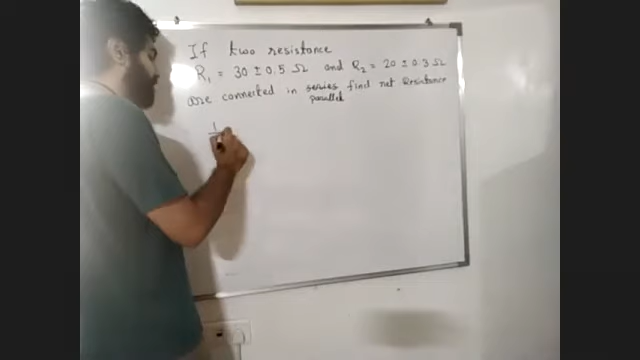 If two resistance
R₁ = 30 ± 0.5 Ω and R₂ = 20 ± 0.3 Ω
are connected in series find net Resistance
parallel
1